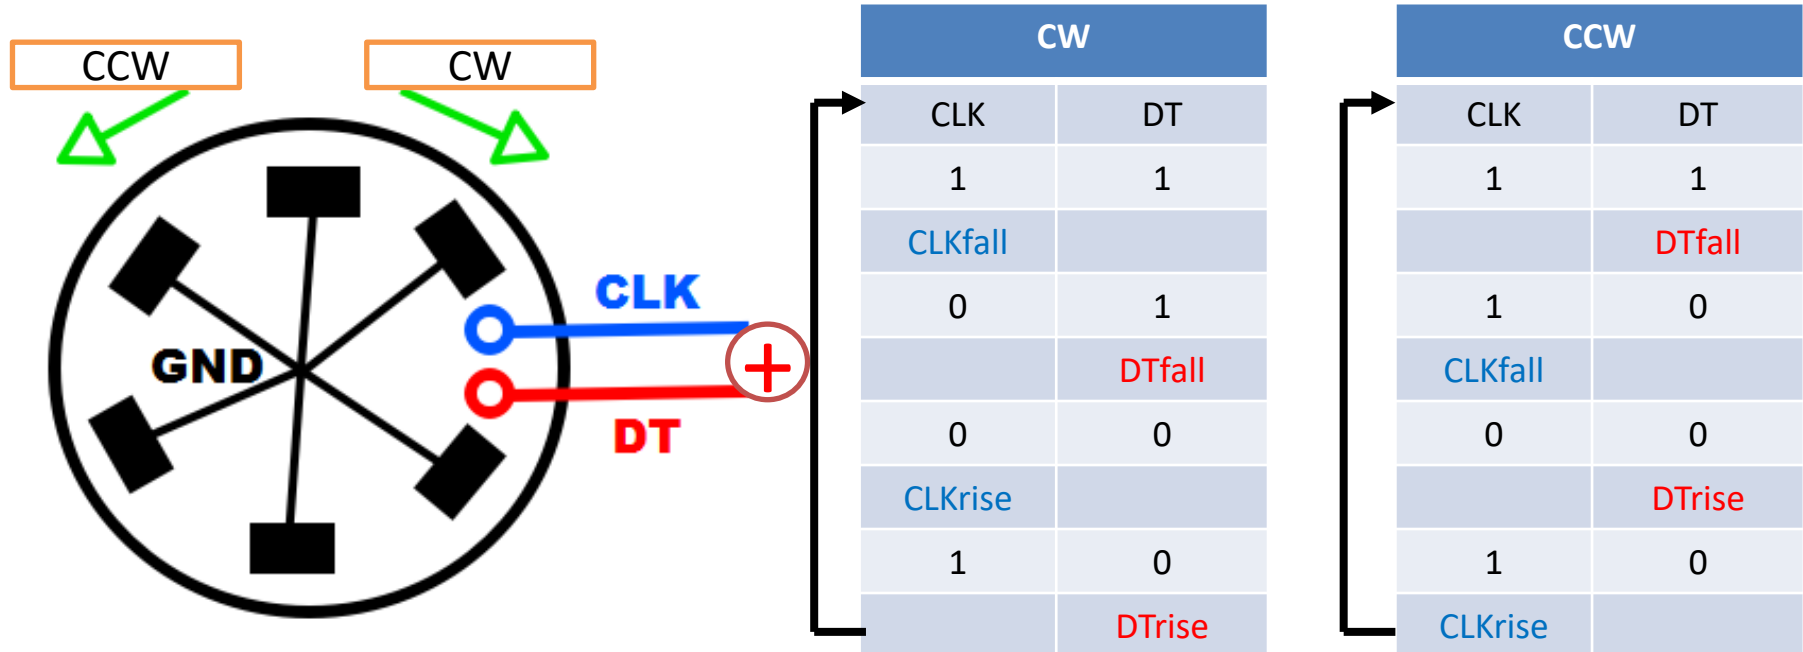 CCW
CW
GND
CLK
+
DT
CW
CLK DT
1 1
CLKfall
0 1
DTfall
0 0
CLKrise
1 0
DTrise
CCW
CLK DT
1 1
DTfall
1 0
CLKfall
0 0
DTrise
1 0
CLKrise